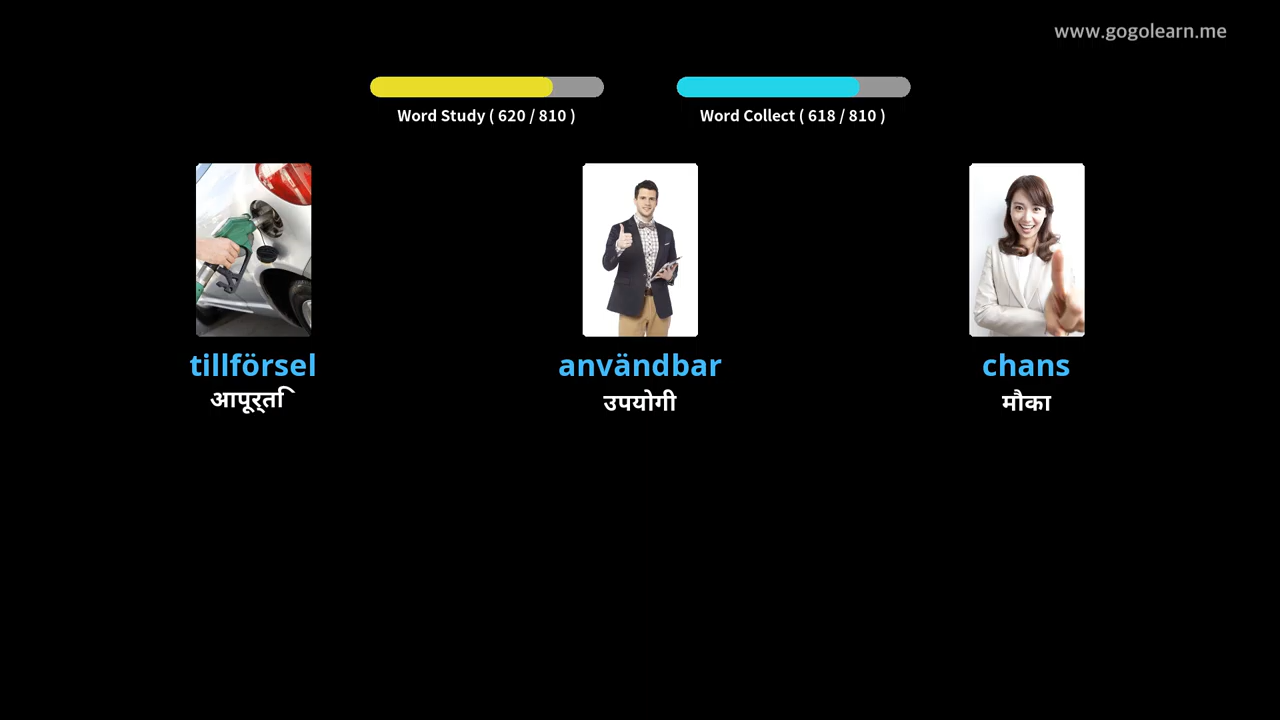 www.gogolearn.me
Word Study ( 620 / 810 )
Word Collect ( 618 / 810 )
tillförsel
användbar
chans
आपूर्ति
उपयोगी
मौका